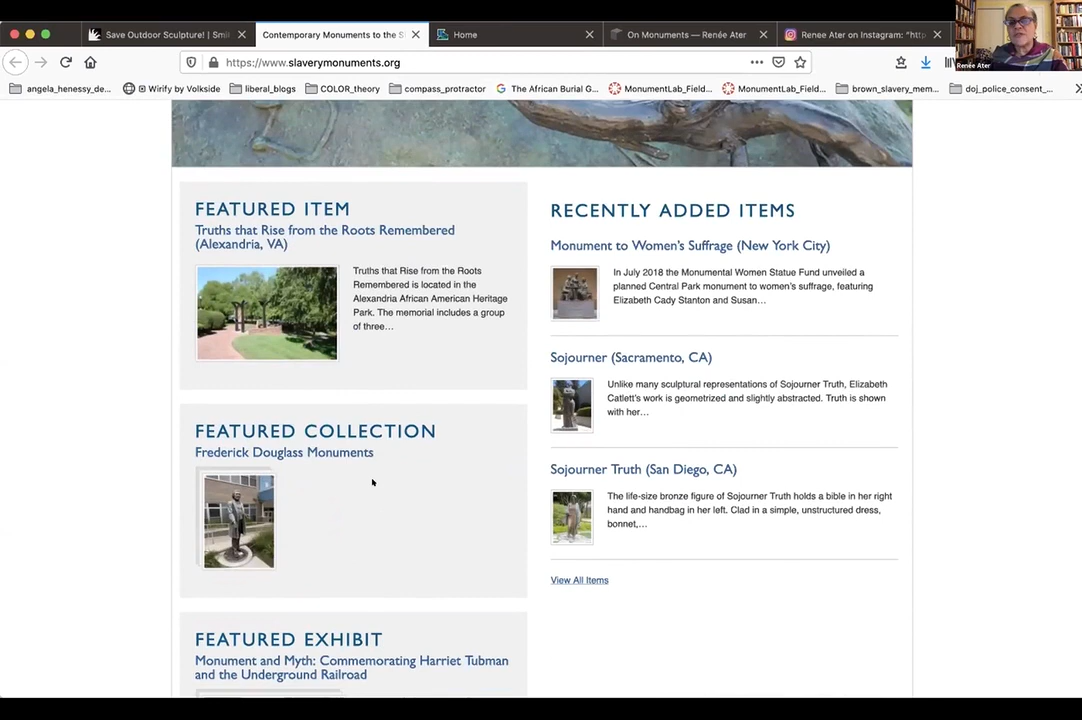 Save Outdoor Sculpture! | Smi
Contemporary Monuments to the S
Home
On Monuments — Renée Ater
Renee Ater on Instagram: "http
https://www.slaverymonuments.org
angela_henessy_de...
Wirify by Volkside
liberal_blogs
COLOR_theory
compass_protractor
The African Burial G...
MonumentLab_Field...
MonumentLab_Field...
brown_slavery_mem...
doj_police_consent_...
Renée Ater
FEATURED ITEM
Truths that Rise from the Roots Remembered
(Alexandria, VA)
Truths that Rise from the Roots
Remembered is located in the
Alexandria African American Heritage
Park. The memorial includes a group
of three…
FEATURED COLLECTION
Frederick Douglass Monuments
FEATURED EXHIBIT
Monument and Myth: Commemorating Harriet Tubman
and the Underground Railroad
RECENTLY ADDED ITEMS
Monument to Women's Suffrage (New York City)
In July 2018 the Monumental Women Statue Fund unveiled a
planned Central Park monument to women's suffrage, featuring
Elizabeth Cady Stanton and Susan…
Sojourner (Sacramento, CA)
Unlike many sculptural representations of Sojourner Truth, Elizabeth
Catlett's work is geometrized and slightly abstracted. Truth is shown
with her…
Sojourner Truth (San Diego, CA)
The life-size bronze figure of Sojourner Truth holds a bible in her right
hand and handbag in her left. Clad in a simple, unstructured dress,
bonnet,…
View All Items